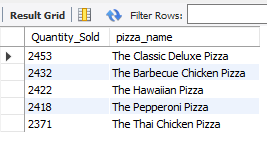 Result Grid Filter Rows:
Quantity_Sold pizza_name
2453 The Classic Deluxe Pizza
2432 The Barbecue Chicken Pizza
2422 The Hawaiian Pizza
2418 The Pepperoni Pizza
2371 The Thai Chicken Pizza